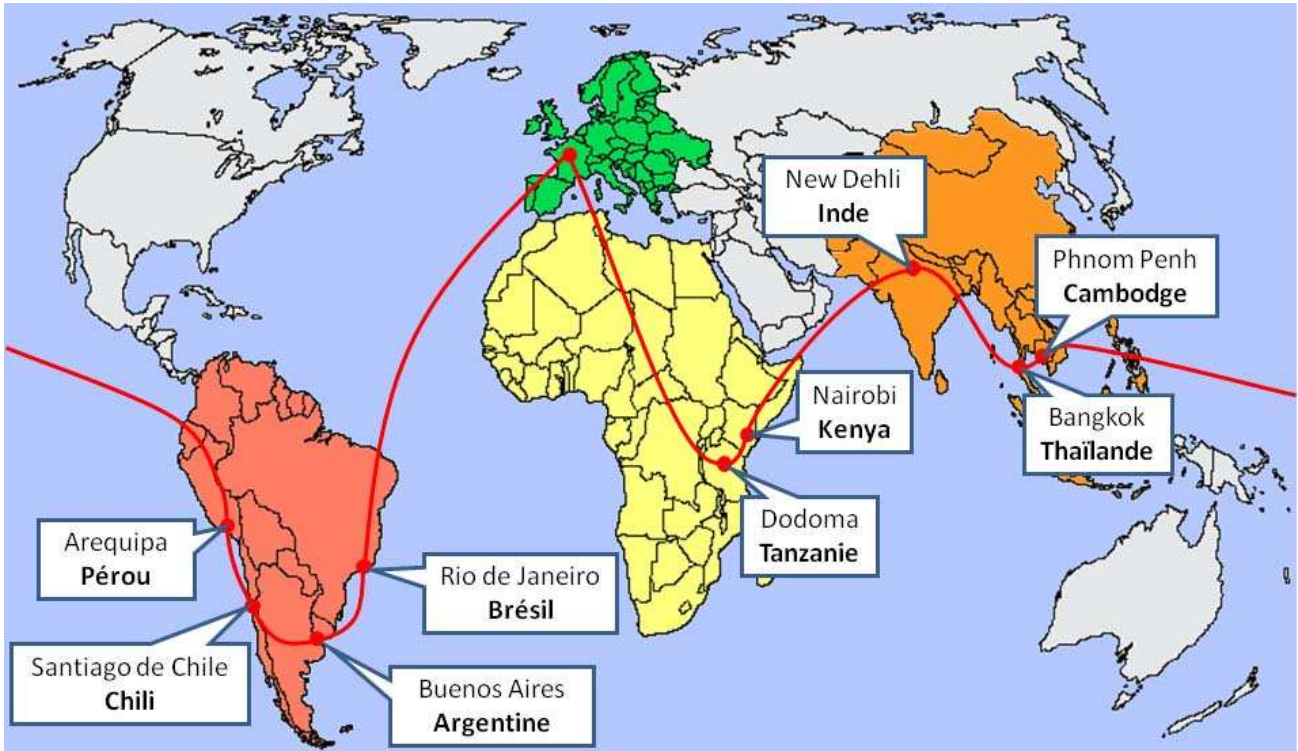 New Dehli
Inde
Phnom Penh
Cambodge
Nairobi
Kenya
Bangkok
Thaïlande
Dodoma
Tanzanie
Arequipa
Pérou
Rio de Janeiro
Brésil
Santiago de Chile
Chili
Buenos Aires
Argentine